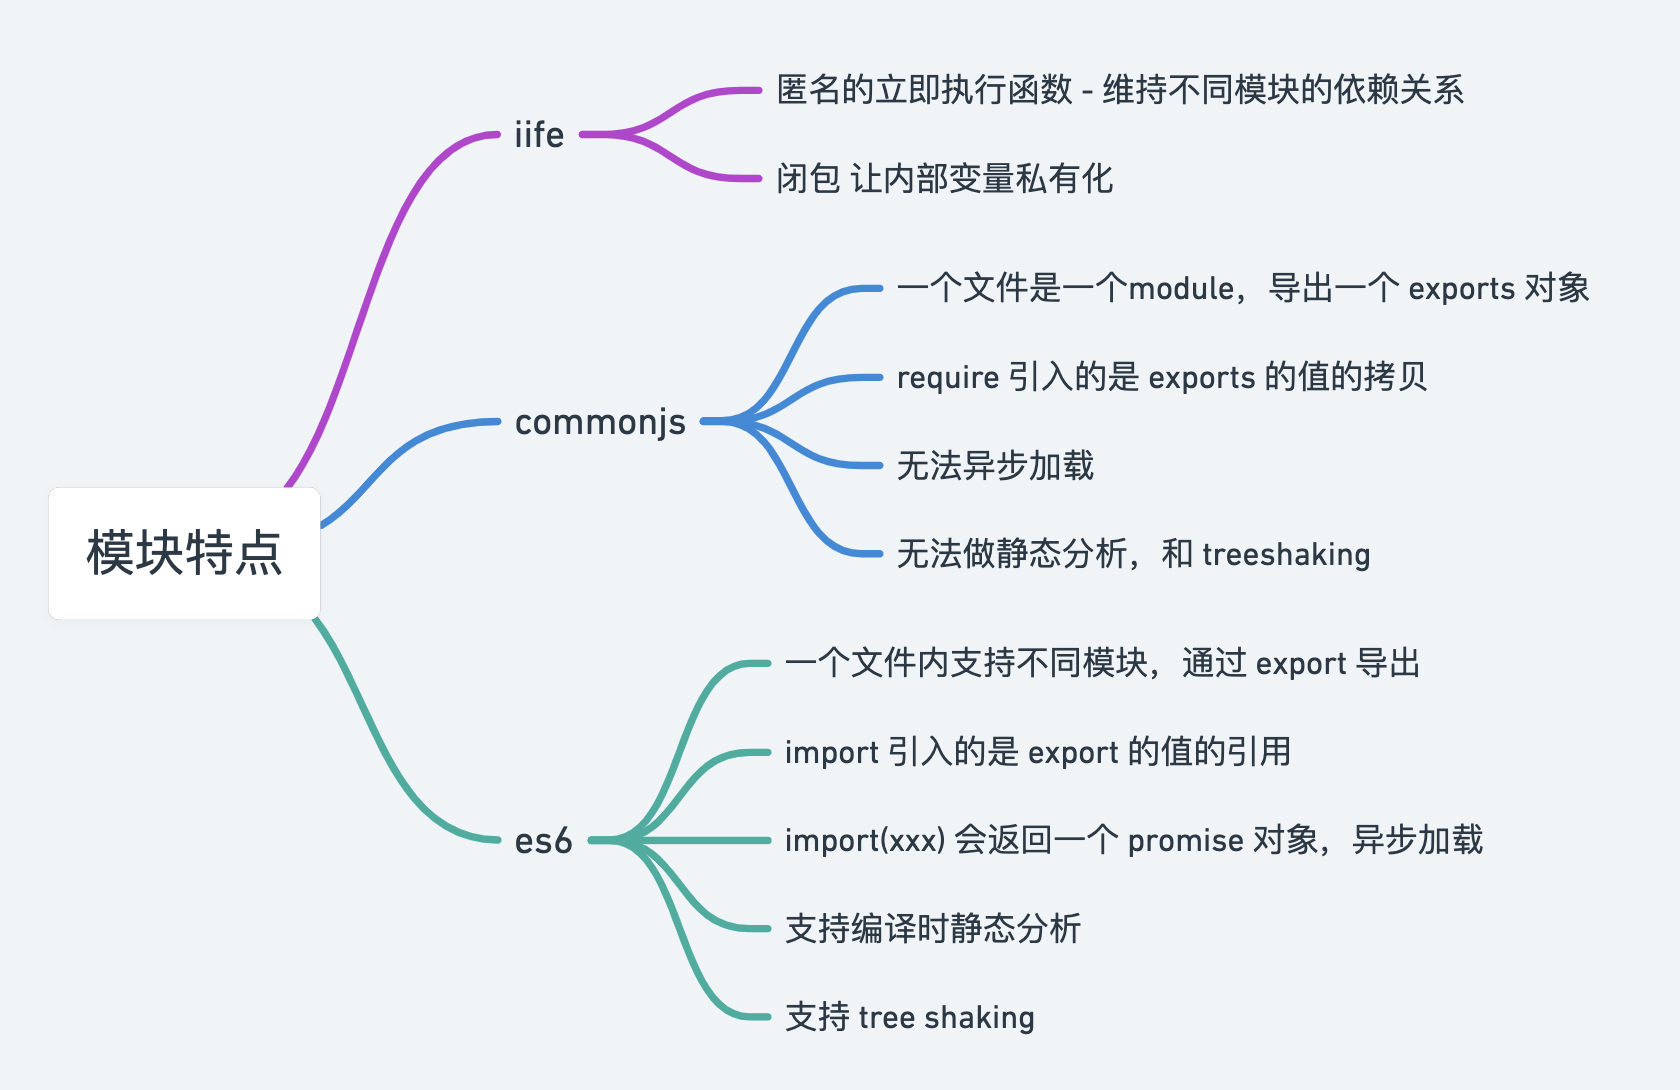 模块特点
iife
匿名的立即执行函数 - 维持不同模块的依赖关系
闭包 让内部变量私有化
commonjs
一个文件是一个module，导出一个 exports 对象
require 引入的是 exports 的值的拷贝
无法异步加载
无法做静态分析，和 treeshaking
es6
一个文件内支持不同模块，通过 export 导出
import 引入的是 export 的值的引用
import(xxx) 会返回一个 promise 对象，异步加载
支持编译时静态分析
支持 tree shaking